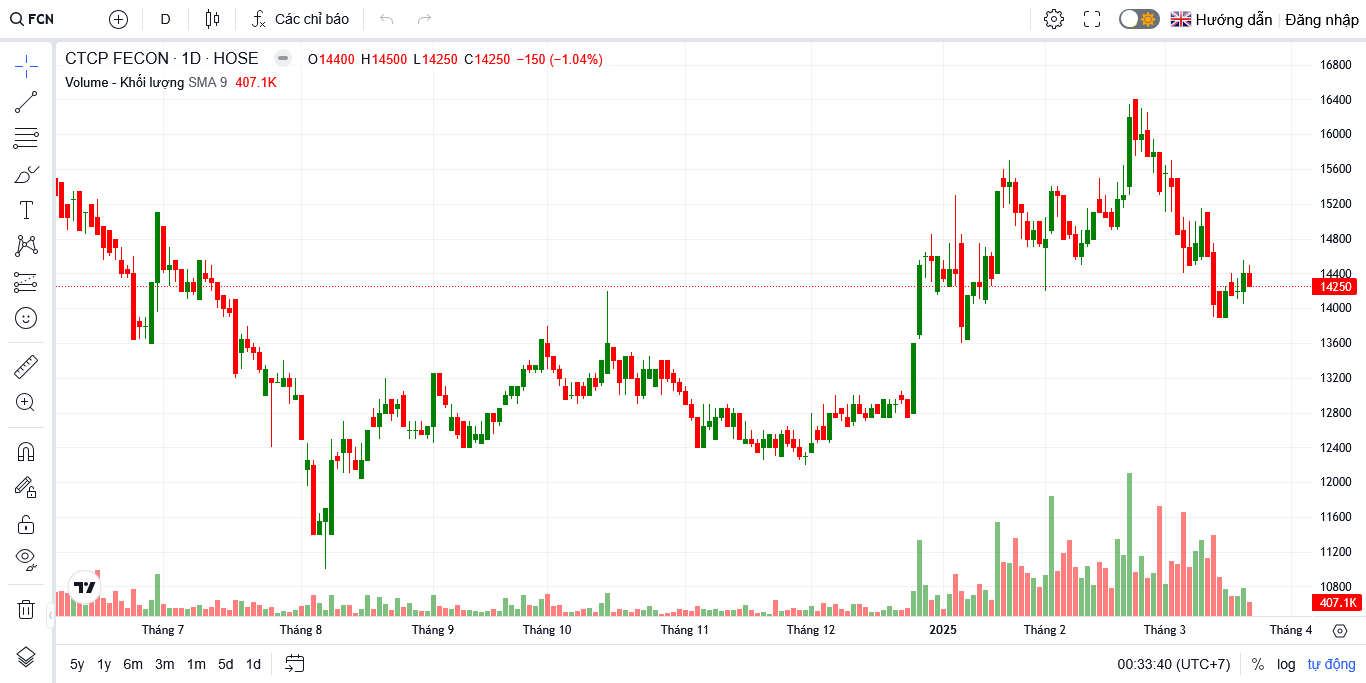 FCN D Các chỉ báo Hướng dẫn Đăng nhập
CTCP FECON · 1D · HOSE O14400 H14500 L14250 C14250 −150 (−1.04%)
Volume - Khối lượng SMA 9 407.1K
16800
16400
16000
15600
15200
14800
14400
14250
14000
13600
13200
12800
12400
12000
11600
11200
10800
407.1K
Tháng 7 Tháng 8 Tháng 9 Tháng 10 Tháng 11 Tháng 12 2025 Tháng 2 Tháng 3 Tháng 4
5y 1y 6m 3m 1m 5d 1d 00:33:40 (UTC+7) % log tự động